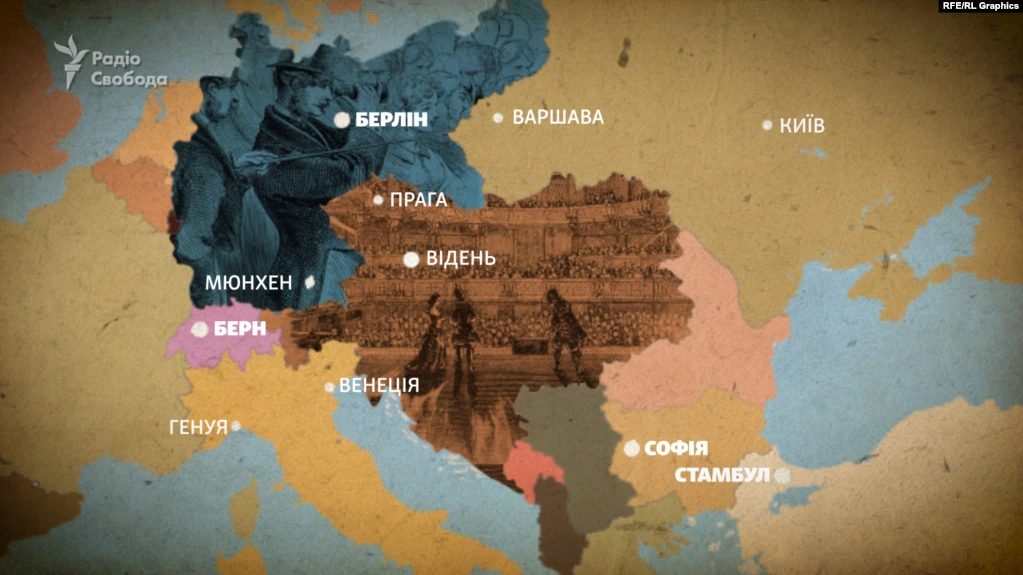 RFE/RL Graphics
Радіо
Свобода
БЕРЛІН
ВАРШАВА
КИЇВ
ПРАГА
ВІДЕНЬ
МЮНХЕН
БЕРН
ВЕНЕЦІЯ
ГЕНУЯ
СОФІЯ
СТАМБУЛ